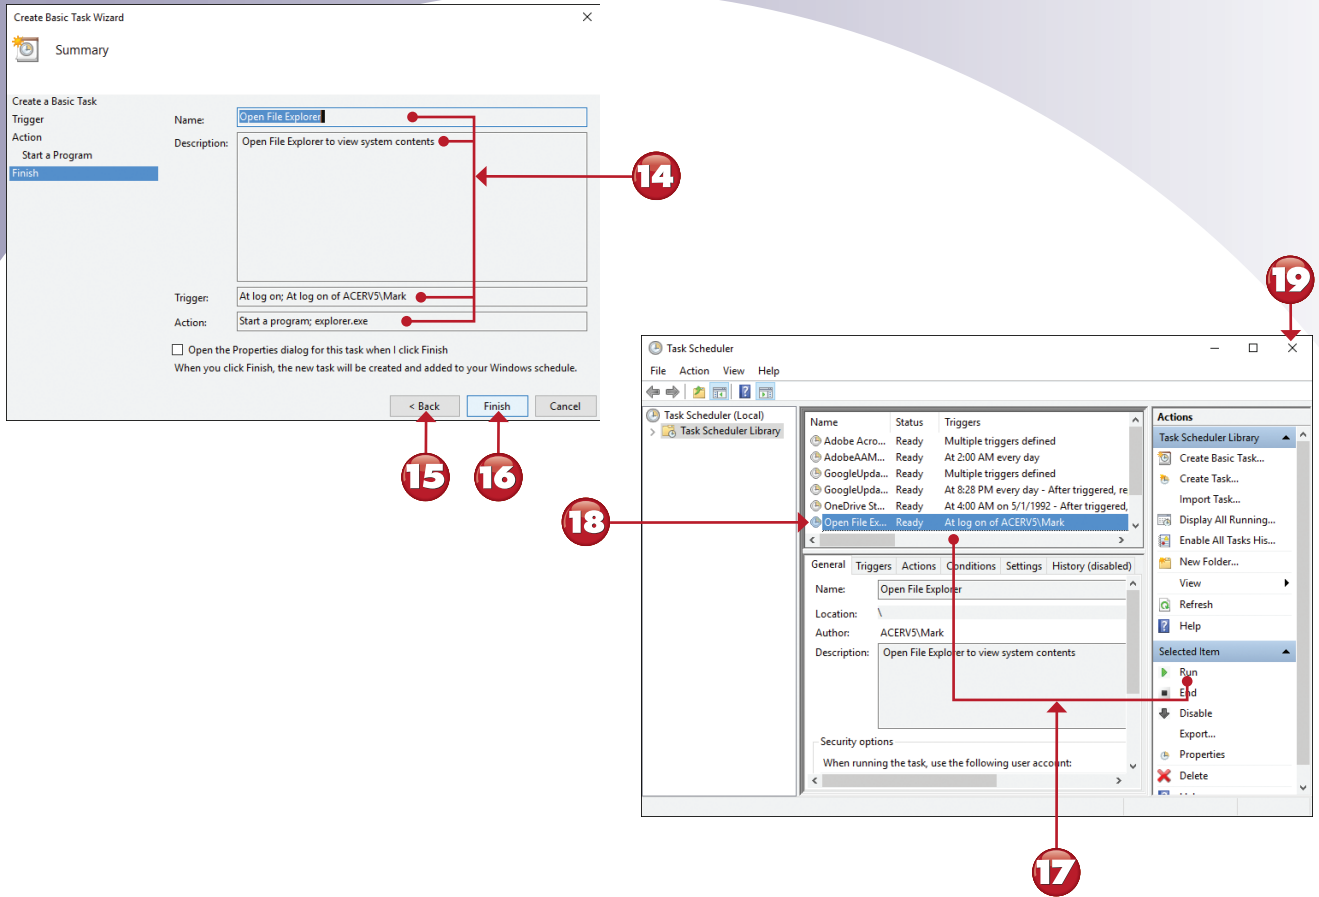 Create Basic Task Wizard
Summary
Create a Basic Task
Trigger
Action
Start a Program
Finish
Name:
Open File Explorer
Description:
Open File Explorer to view system contents
Trigger:
At log on; At log on of ACERV5\Mark
Action:
Start a program; explorer.exe
Open the Properties dialog for this task when I click Finish
When you click Finish, the new task will be created and added to your Windows schedule.
< Back
Finish
Cancel
14
15
16
19
Task Scheduler
File Action View Help
Task Scheduler (Local)
Task Scheduler Library
Name Status Triggers
Adobe Acro... Ready Multiple triggers defined
AdobeAAM... Ready At 2:00 AM every day
GoogleUpda... Ready Multiple triggers defined
GoogleUpda... Ready At 8:28 PM every day - After triggered, re
OneDrive St... Ready At 4:00 AM on 5/1/1992 - After triggered,
Open File Ex... Ready At log on of ACERV5\Mark
18
General Triggers Actions Conditions Settings History (disabled)
Name: Open File Explorer
Location: \
Author: ACERV5\Mark
Description: Open File Explorer to view system contents
Security options
When running the task, use the following user account:
Actions
Task Scheduler Library
Create Basic Task...
Create Task...
Import Task...
Display All Running...
Enable All Tasks His...
New Folder...
View
Refresh
Help
Selected Item
Run
End
Disable
Export...
Properties
Delete
17